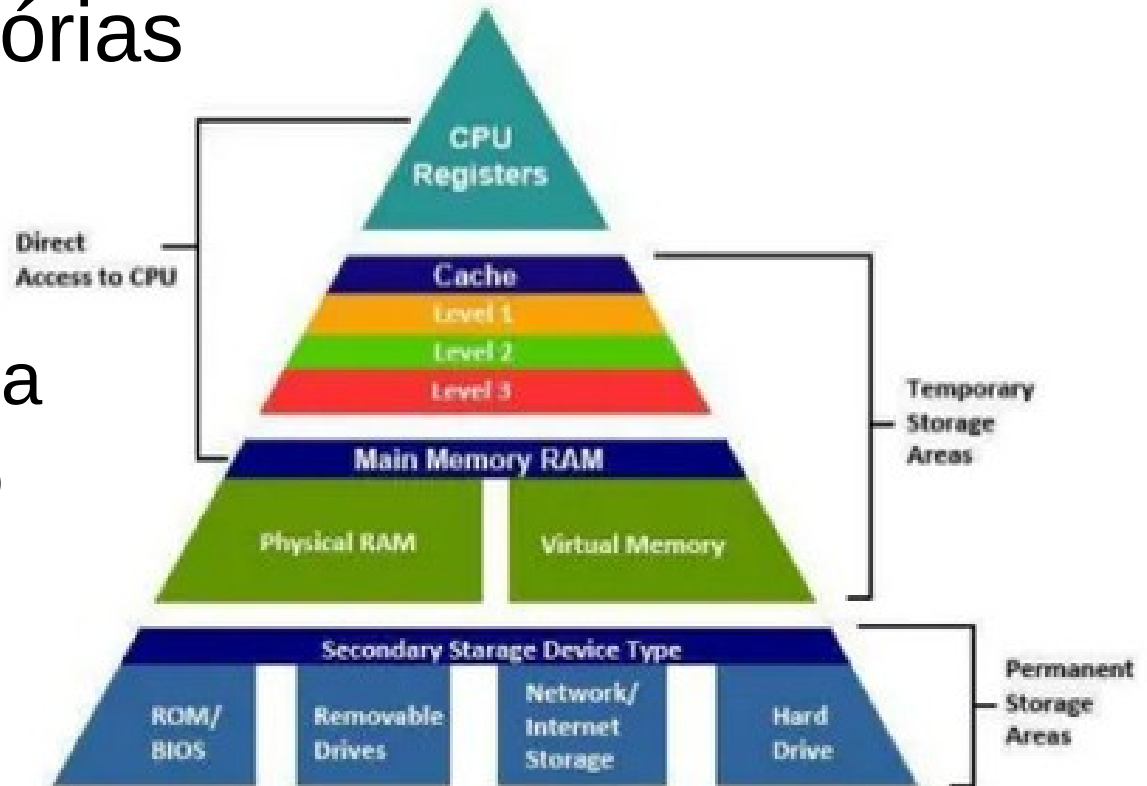 órias
CPU
Registers
Direct
Access to CPU
Cache
Level 1
Level 2
Level 3
a
Temporary
Storage
Areas
Main Memory RAM
Physical RAM
Virtual Memory
Secondary Starage Device Type
ROM/
BIOS
Removable
Drives
Network/
Internet
Storage
Hard
Drive
Permanent
Storage
Areas